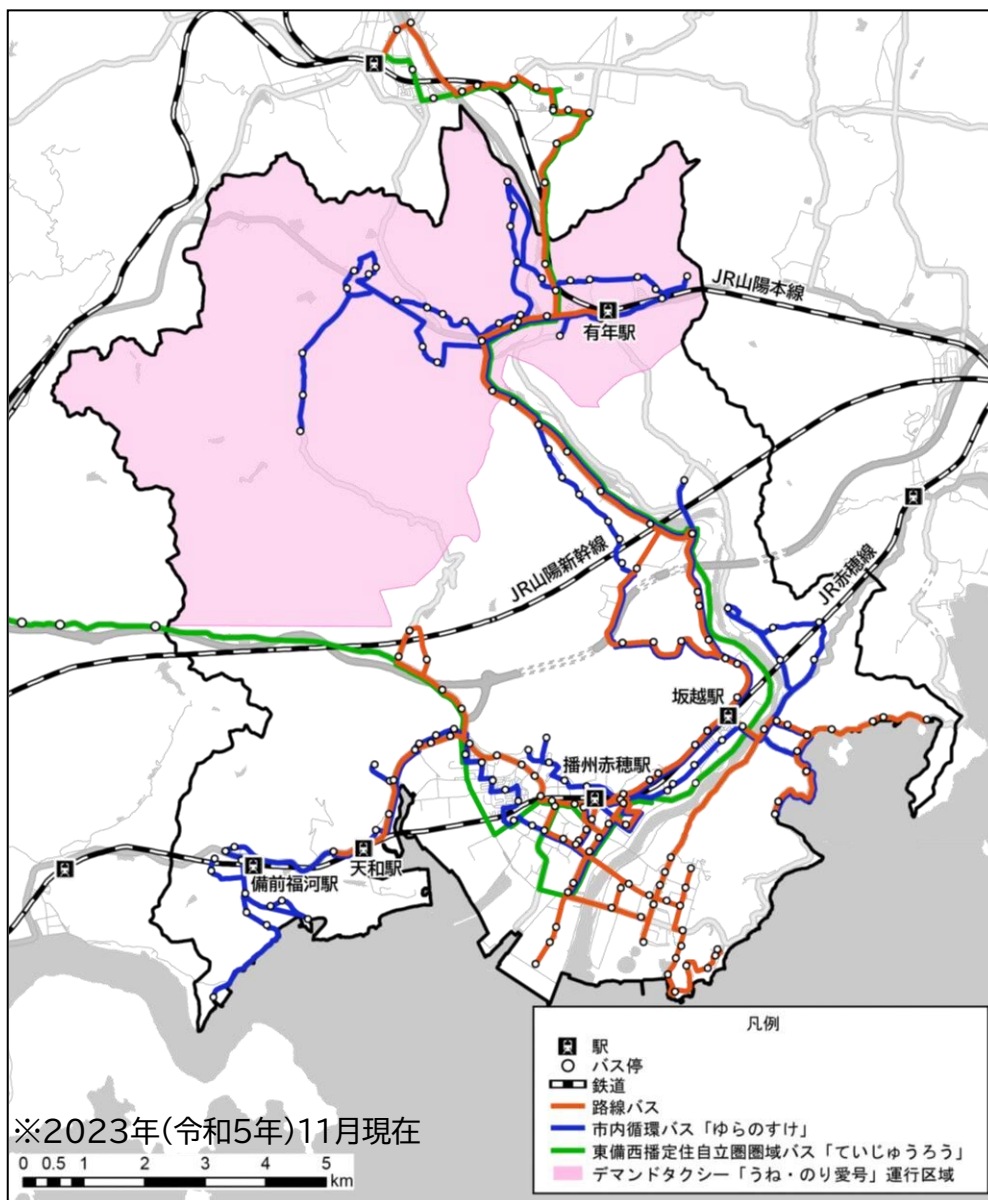 JR山陽本線
有年駅
JR山陽新幹線
JR赤穂線
坂越駅
播州赤穂駅
天和駅
備前福河駅
凡例
駅
バス停
鉄道
路線バス
市内循環バス「ゆらのすけ」
東備西播定住自立圏圏域バス「ていじゅうろう」
デマンドタクシー「うね・のり愛号」運行区域
※2023年(令和5年)11月現在
0 0.5 1 2 3 4 5
km